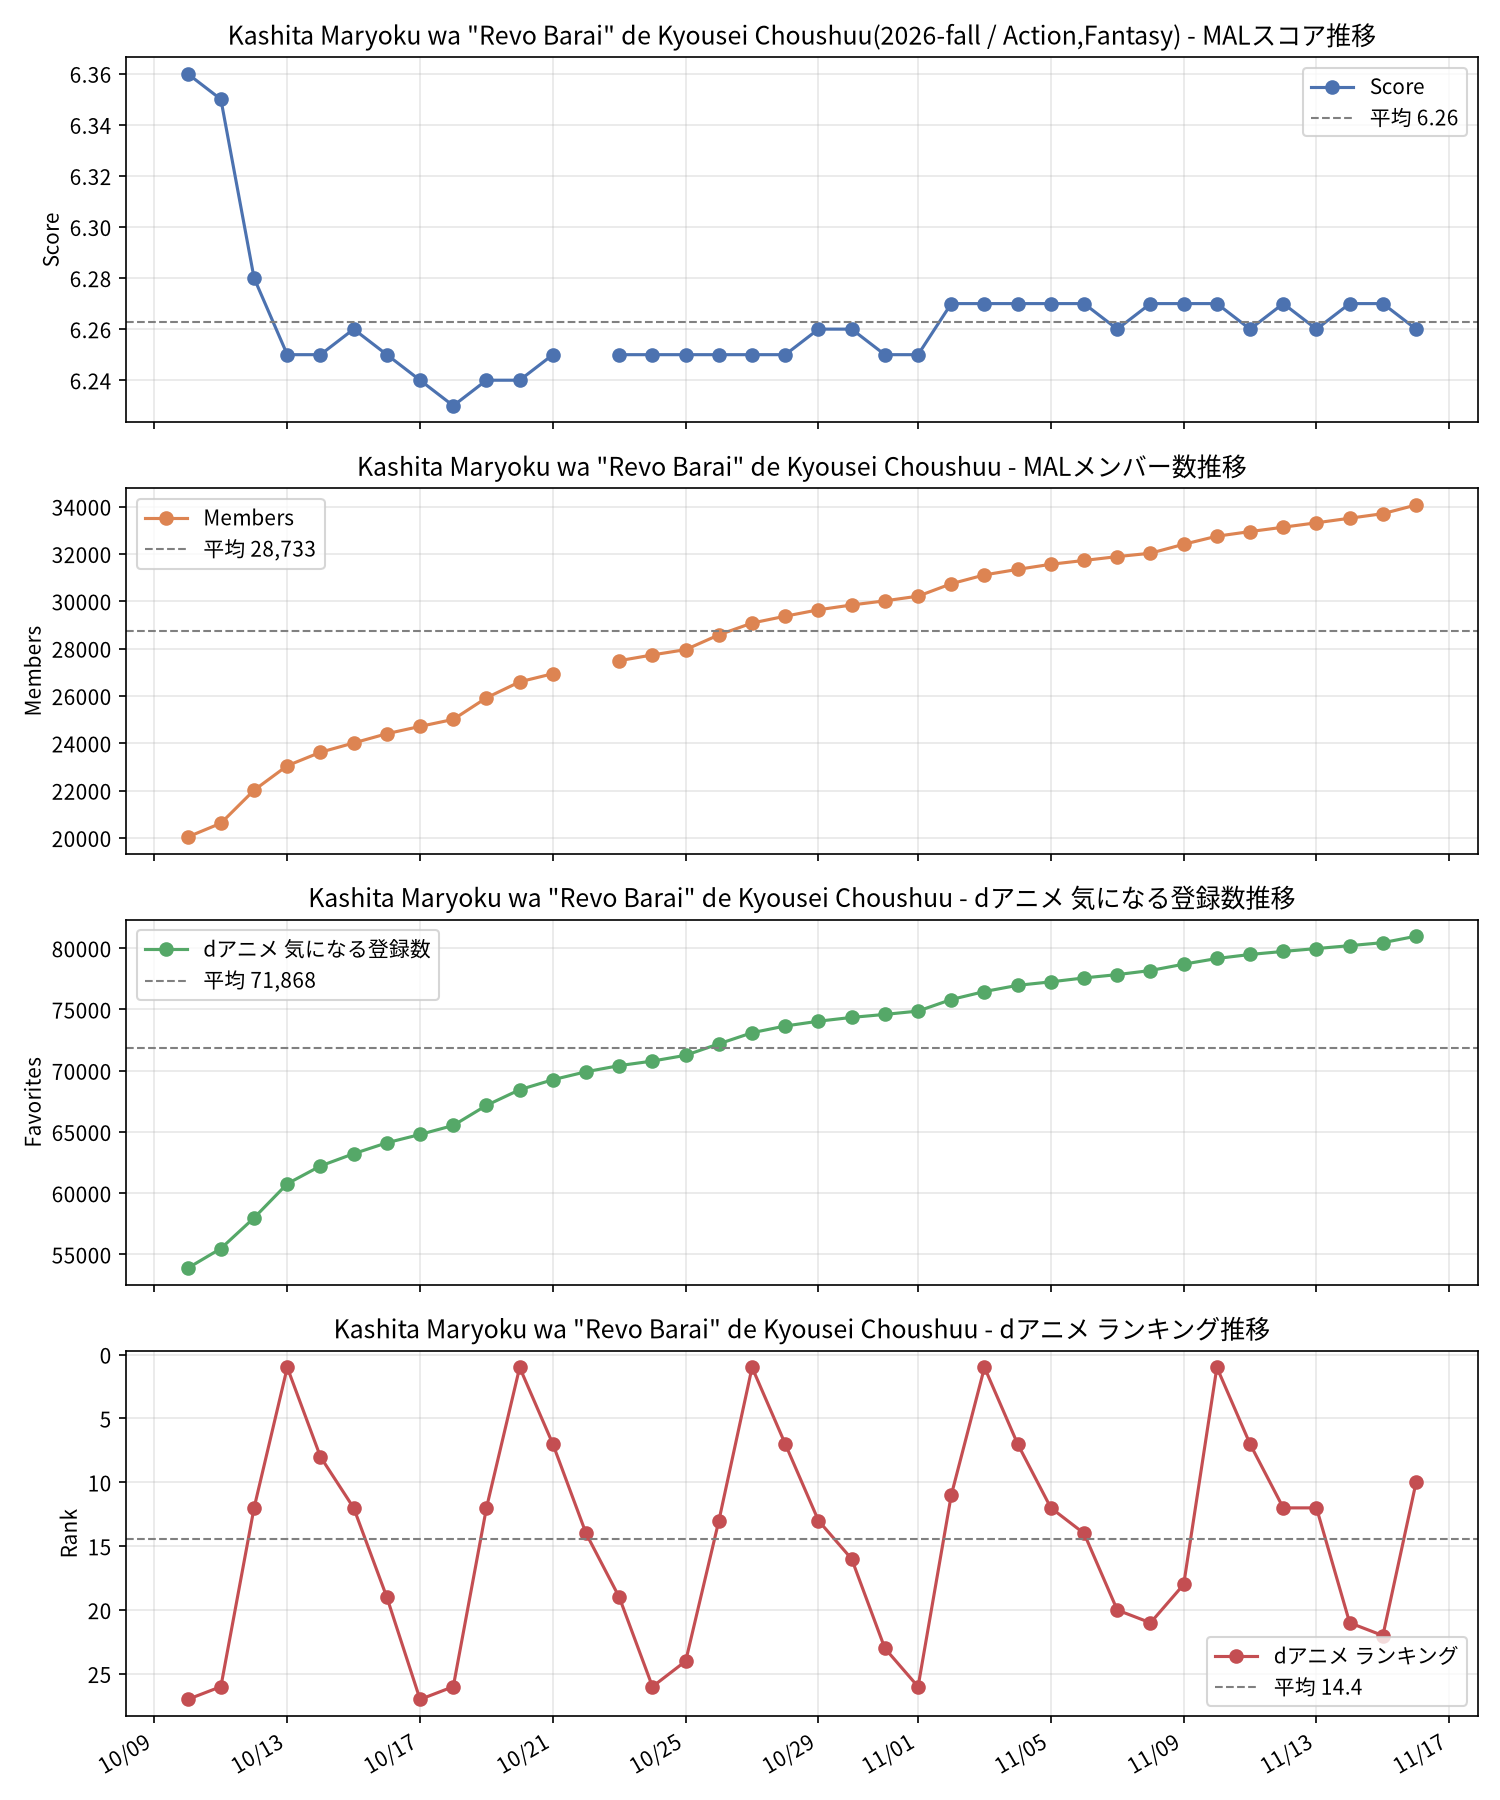 Kashita Maryoku wa "Revo Barai" de Kyousei Choushuu(2026-fall / Action,Fantasy) - MALスコア推移
Score
6.36
6.34
6.32
6.30
6.28
6.26
6.24
Score
平均 6.26
Kashita Maryoku wa "Revo Barai" de Kyousei Choushuu - MALメンバー数推移
Members
34000
32000
30000
28000
26000
24000
22000
20000
Members
平均 28,733
Kashita Maryoku wa "Revo Barai" de Kyousei Choushuu - dアニメ 気になる登録数推移
Favorites
80000
75000
70000
65000
60000
55000
dアニメ 気になる登録数
平均 71,868
Kashita Maryoku wa "Revo Barai" de Kyousei Choushuu - dアニメ ランキング推移
Rank
0
5
10
15
20
25
dアニメ ランキング
平均 14.4
10/09
10/13
10/17
10/21
10/25
10/29
11/01
11/05
11/09
11/13
11/17